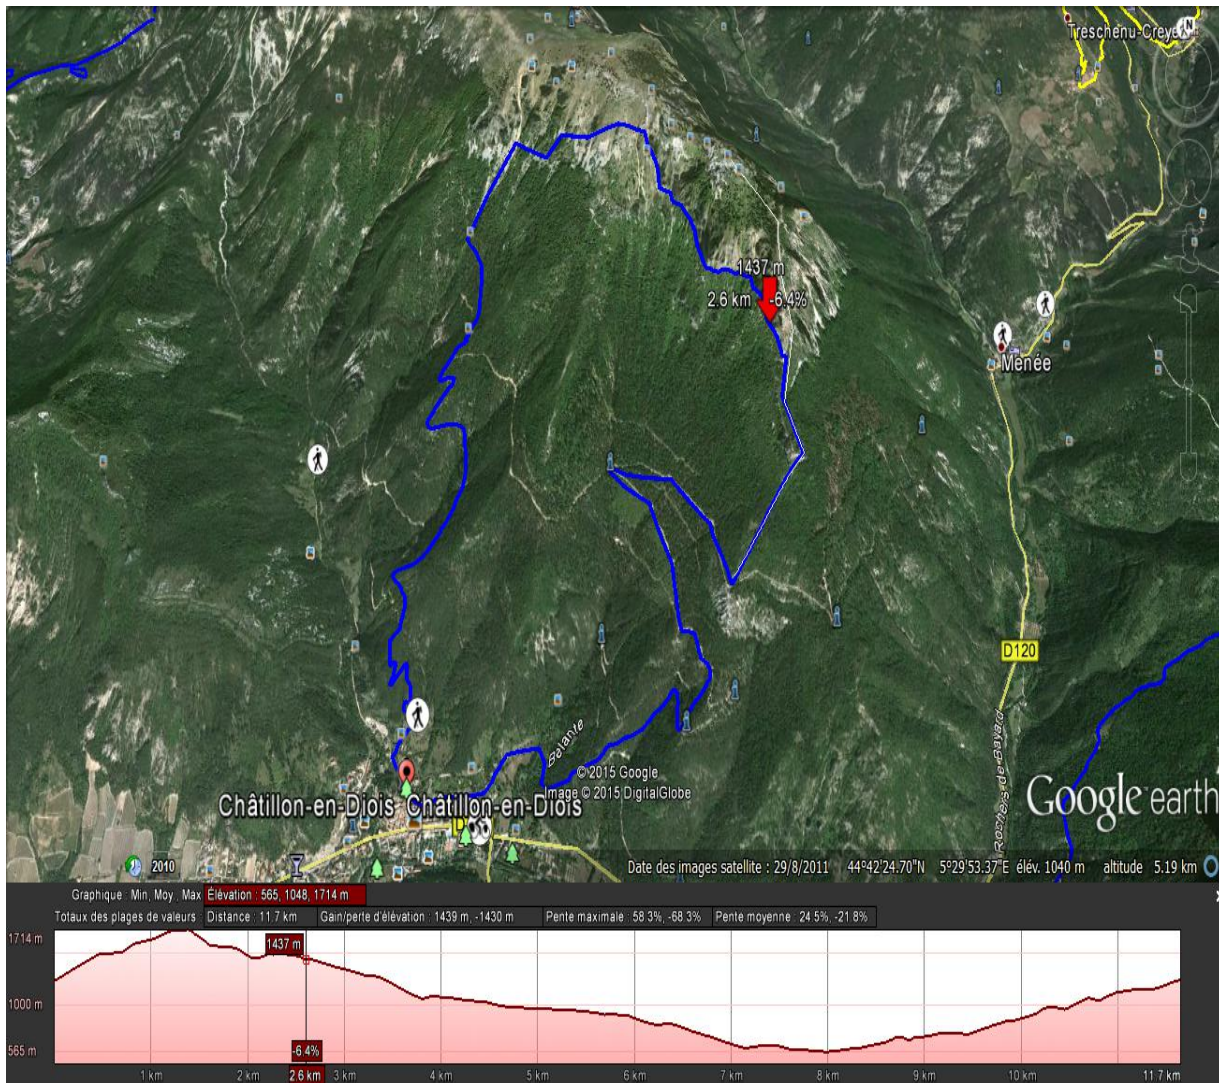 Treschenu-Creye
N
1437 m
2.6 km -6.4%
Menée
D120
Rochers de Bayard
Belante
© 2015 Google
Image © 2015 DigitalGlobe
Google earth
Châtillon-en-Diois Châtillon-en-Diois
D
2010
Date des images satellite : 29/8/2011 44°42'24.70"N 5°29'53.37"E élév. 1040 m altitude 5.19 km
Graphique : Min, Moy, Max Élévation : 565, 1048, 1714 m
Totaux des plages de valeurs : Distance : 11.7 km Gain/perte d'élévation : 1439 m, -1430 m Pente maximale : 58.3%, -68.3% Pente moyenne : 24.5%, -21.8%
1714 m
1437 m
1000 m
565 m
-6.4%
1 km 2 km 2.6 km 3 km 4 km 5 km 6 km 7 km 8 km 9 km 10 km 11.7 km